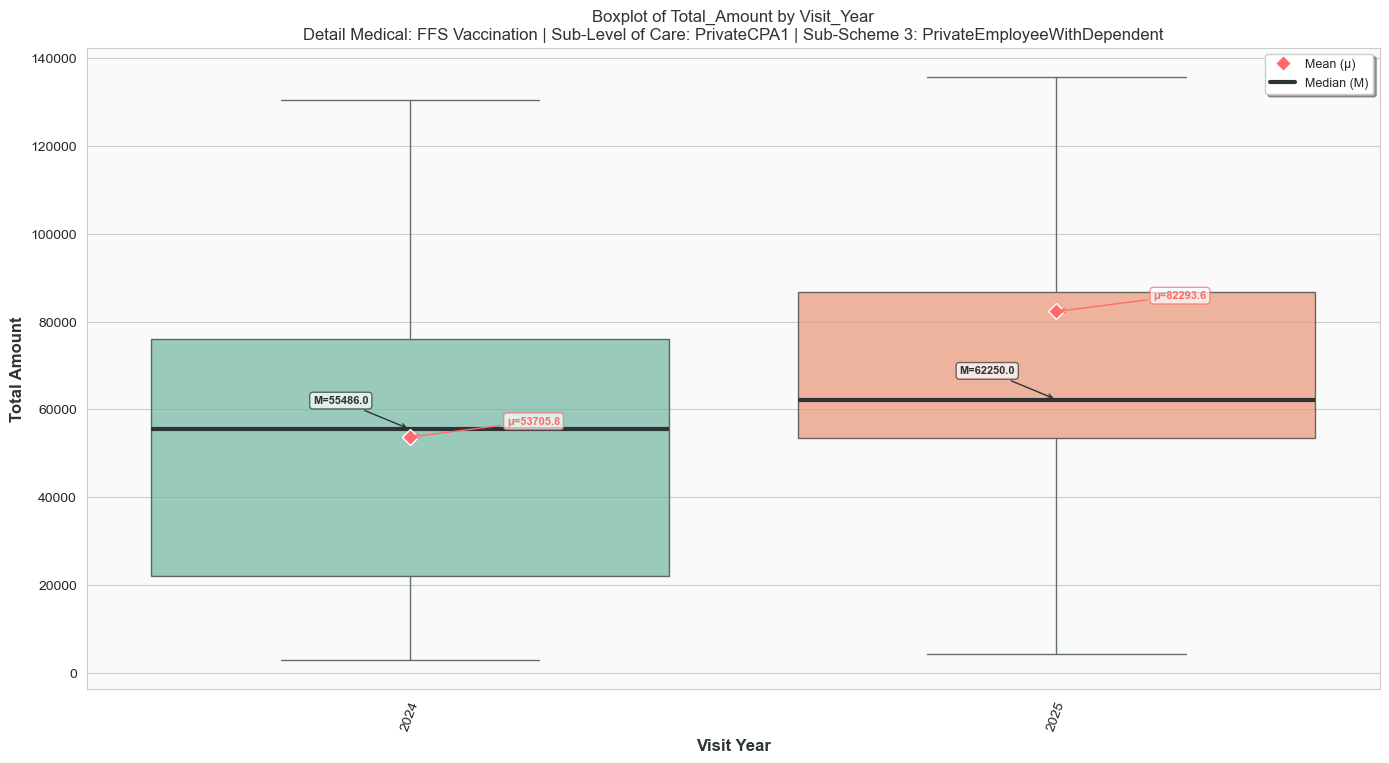 Boxplot of Total_Amount by Visit_Year
Detail Medical: FFS Vaccination | Sub-Level of Care: PrivateCPA1 | Sub-Scheme 3: PrivateEmployeeWithDependent
Mean (μ)
Median (M)
Total Amount
140000
120000
100000
80000
60000
40000
20000
0
M=55486.0
μ=53705.8
μ=82293.6
M=62250.0
2024
2025
Visit Year